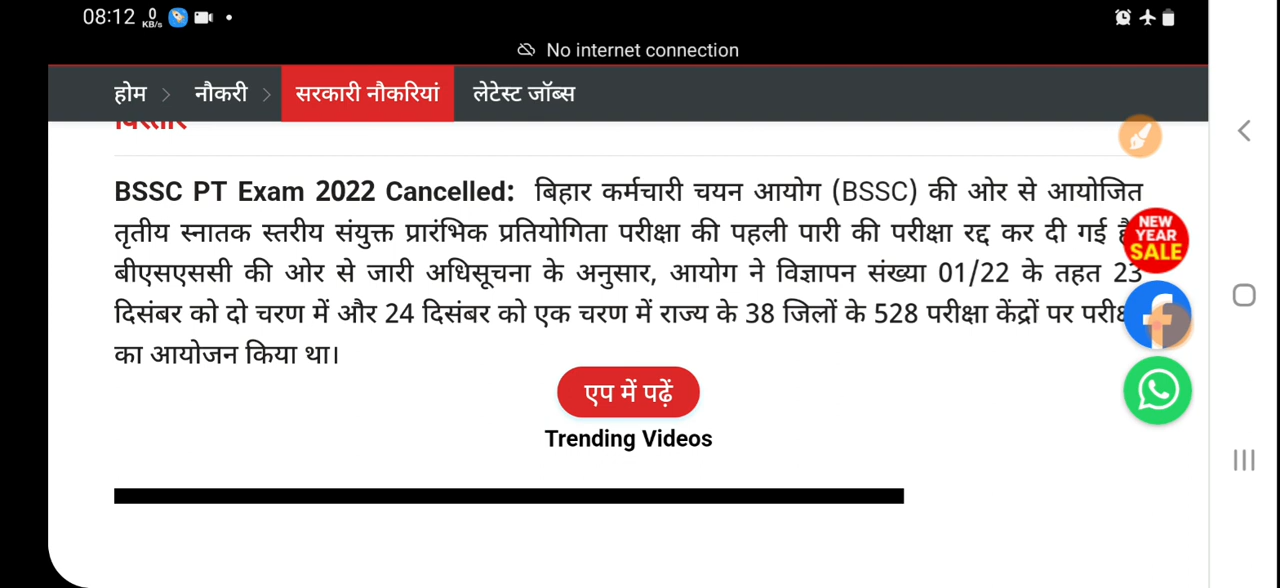 08:12 0 KB/s
No internet connection
होम नौकरी सरकारी नौकरियां लेटेस्ट जॉब्स
विस्तार
BSSC PT Exam 2022 Cancelled: बिहार कर्मचारी चयन आयोग (BSSC) की ओर से आयोजित
तृतीय स्नातक स्तरीय संयुक्त प्रारंभिक प्रतियोगिता परीक्षा की पहली पारी की परीक्षा रद्द कर दी गई
NEW YEAR SALE
बीएसएससी की ओर से जारी अधिसूचना के अनुसार, आयोग ने विज्ञापन संख्या 01/22 के तहत 23
दिसंबर को दो चरण में और 24 दिसंबर को एक चरण में राज्य के 38 जिलों के 528 परीक्षा केंद्रों पर
का आयोजन किया था।
एप में पढ़ें
Trending Videos